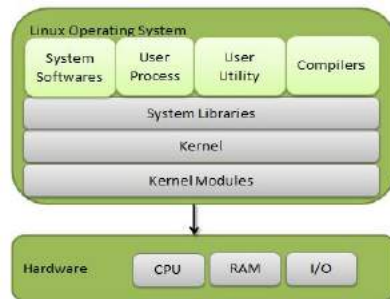 Linux Operating System
System Softwares
User Process
User Utility
Compilers
System Libraries
Kernel
Kernel Modules
Hardware
CPU
RAM
I/O